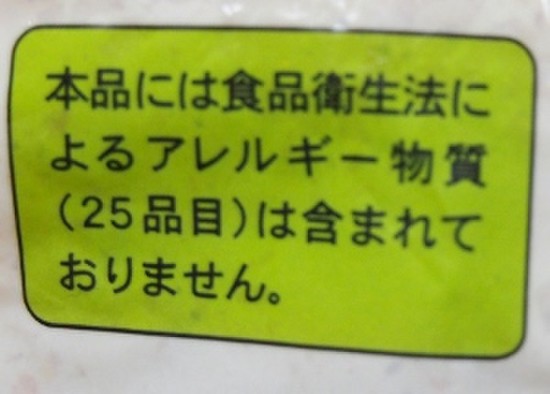 本品には食品衛生法に
よるアレルギー物質
(25品目)は含まれて
おりません。